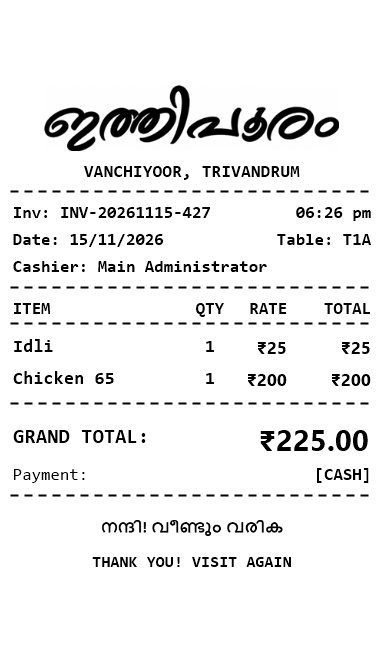 ഇത്തിപൂരം
VANCHIYOOR, TRIVANDRUM
Inv: INV-20261115-427 06:26 pm
Date: 15/11/2026 Table: T1A
Cashier: Main Administrator
ITEM QTY RATE TOTAL
Idli 1 ₹25 ₹25
Chicken 65 1 ₹200 ₹200
GRAND TOTAL: ₹225.00
Payment: [CASH]
നന്ദി! വീണ്ടും വരിക
THANK YOU! VISIT AGAIN